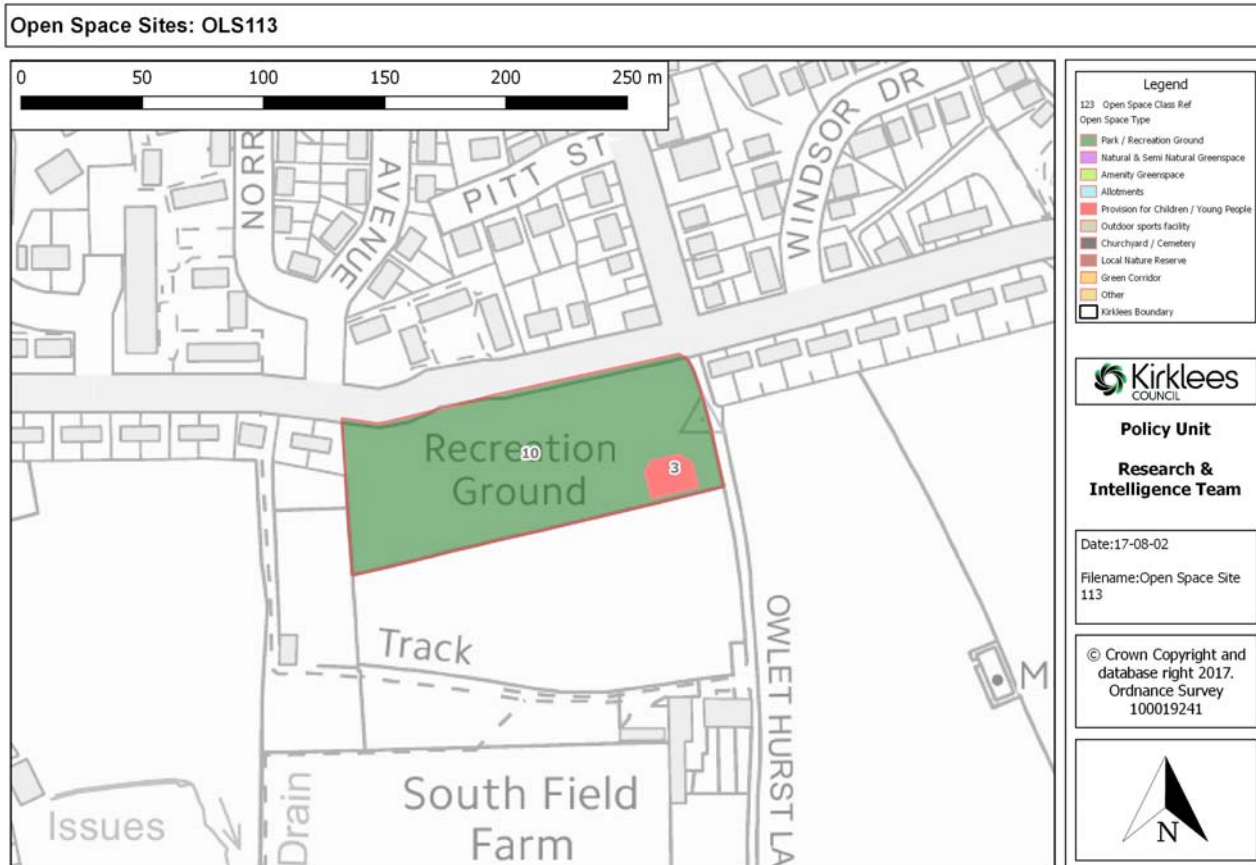 Open Space Sites: OLS113
0 50 100 150 200 250 m
NORR
AVENUE
PITT ST
WINDSOR DR
Recreation
Ground
10
3
Track
OWLET HURST LA
M
South Field
Farm
Issues
Drain
Legend
123 Open Space Class Ref
Open Space Type
Park / Recreation Ground
Natural & Semi Natural Greenspace
Amenity Greenspace
Allotments
Provision for Children / Young People
Outdoor sports facility
Churchyard / Cemetery
Local Nature Reserve
Green Corridor
Other
Kirklees Boundary
Kirklees
COUNCIL
Policy Unit
Research &
Intelligence Team
Date:17-08-02
Filename:Open Space Site
113
© Crown Copyright and
database right 2017.
Ordnance Survey
100019241
N